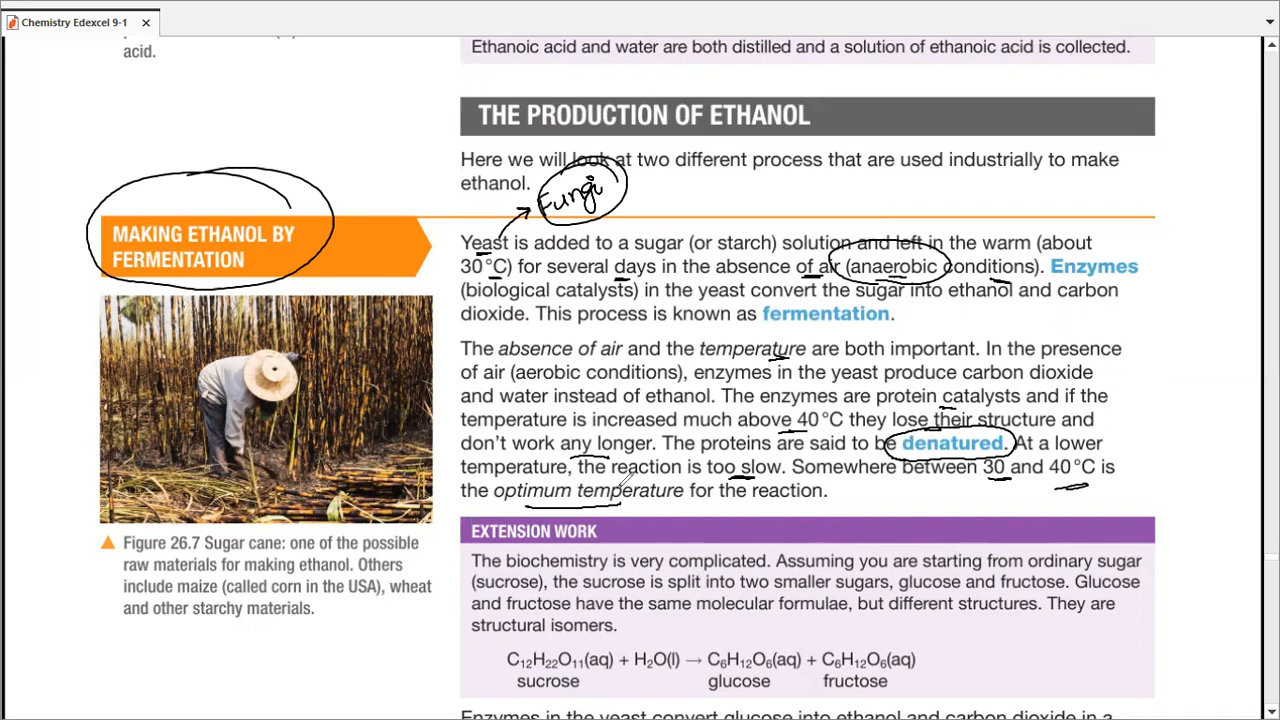 Chemistry Edexcel 9-1
acid.
Ethanoic acid and water are both distilled and a solution of ethanoic acid is collected.
THE PRODUCTION OF ETHANOL
Here we will look at two different process that are used industrially to make
ethanol.
Fungi
MAKING ETHANOL BY
FERMENTATION
Yeast is added to a sugar (or starch) solution and left in the warm (about
30 °C) for several days in the absence of air (anaerobic conditions). Enzymes
(biological catalysts) in the yeast convert the sugar into ethanol and carbon
dioxide. This process is known as fermentation.
The absence of air and the temperature are both important. In the presence
of air (aerobic conditions), enzymes in the yeast produce carbon dioxide
and water instead of ethanol. The enzymes are protein catalysts and if the
temperature is increased much above 40 °C they lose their structure and
don't work any longer. The proteins are said to be denatured. At a lower
temperature, the reaction is too slow. Somewhere between 30 and 40 °C is
the optimum temperature for the reaction.
Figure 26.7 Sugar cane: one of the possible
raw materials for making ethanol. Others
include maize (called corn in the USA), wheat
and other starchy materials.
EXTENSION WORK
The biochemistry is very complicated. Assuming you are starting from ordinary sugar
(sucrose), the sucrose is split into two smaller sugars, glucose and fructose. Glucose
and fructose have the same molecular formulae, but different structures. They are
structural isomers.
C₁₂H₂₂O₁₁(aq) + H₂O(l) → C₆H₁₂O₆(aq) + C₆H₁₂O₆(aq)
sucrose glucose fructose
Enzymes in the yeast convert glucose into ethanol and carbon dioxide in a